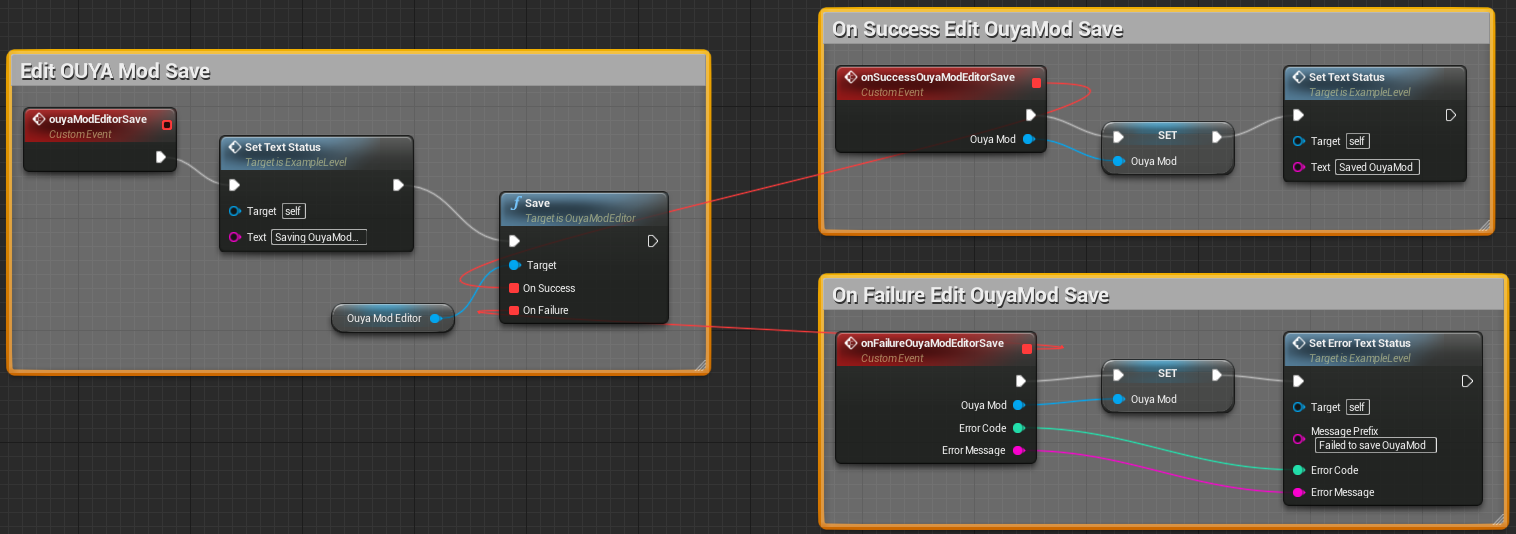 Edit OUYA Mod Save
ouyaModEditorSave
Custom Event
Set Text Status
Target is ExampleLevel
Target self
Text Saving OuyaMod...
Ouya Mod Editor
Save
Target is OuyaModEditor
Target
On Success
On Failure
On Success Edit OuyaMod Save
onSuccessOuyaModEditorSave
Custom Event
Ouya Mod
SET
Ouya Mod
Set Text Status
Target is ExampleLevel
Target self
Text Saved OuyaMod
On Failure Edit OuyaMod Save
onFailureOuyaModEditorSave
Custom Event
Ouya Mod
Error Code
Error Message
SET
Ouya Mod
Set Error Text Status
Target is ExampleLevel
Target self
Message Prefix
Failed to save OuyaMod
Error Code
Error Message